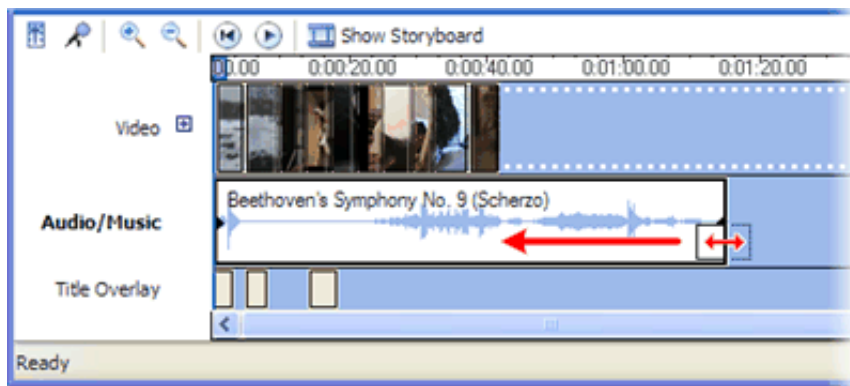 Show Storyboard
0:00.00 0:00:20.00 0:00:40.00 0:01:00.00 0:01:20.00
Video
Beethoven's Symphony No. 9 (Scherzo)
Audio/Music
Title Overlay
Ready